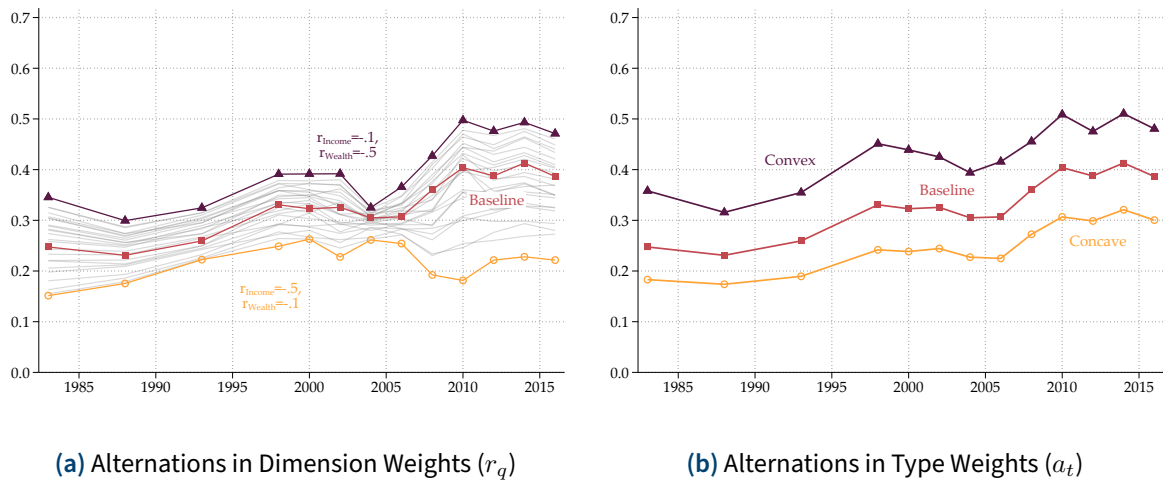 0.7
0.6
0.5
0.4
0.3
0.2
0.1
0.0
1985 1990 1995 2000 2005 2010 2015
r_Income=-.1,
r_Wealth=-.5
Baseline
r_Income=-.5,
r_Wealth=-.1
(a) Alternations in Dimension Weights (r_q)
0.7
0.6
0.5
0.4
0.3
0.2
0.1
0.0
1985 1990 1995 2000 2005 2010 2015
Convex
Baseline
Concave
(b) Alternations in Type Weights (a_t)